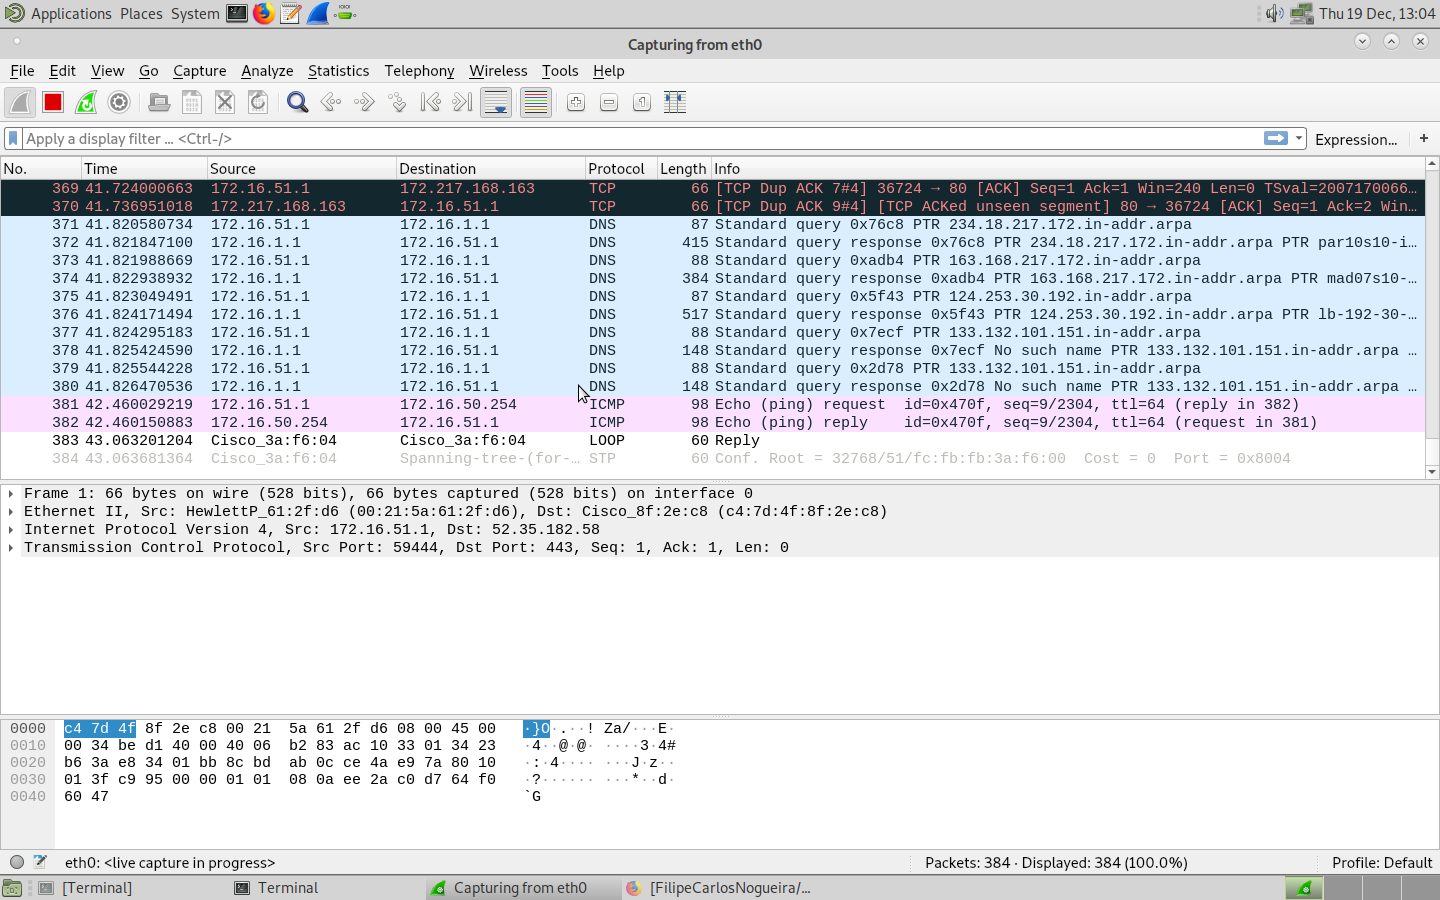 Applications Places System Thu 19 Dec, 13:04
Capturing from eth0
File Edit View Go Capture Analyze Statistics Telephony Wireless Tools Help
Apply a display filter ... <Ctrl-/> Expression... +
No. Time Source Destination Protocol Length Info
369 41.724000663 172.16.51.1 172.217.168.163 TCP 66 [TCP Dup ACK 7#4] 36724 → 80 [ACK] Seq=1 Ack=1 Win=240 Len=0 TSval=2007170066…
370 41.736951018 172.217.168.163 172.16.51.1 TCP 66 [TCP Dup ACK 9#4] [TCP ACKed unseen segment] 80 → 36724 [ACK] Seq=1 Ack=2 Win…
371 41.820580734 172.16.51.1 172.16.1.1 DNS 87 Standard query 0x76c8 PTR 234.18.217.172.in-addr.arpa
372 41.821847100 172.16.1.1 172.16.51.1 DNS 415 Standard query response 0x76c8 PTR 234.18.217.172.in-addr.arpa PTR par10s10-i…
373 41.821988669 172.16.51.1 172.16.1.1 DNS 88 Standard query 0xadb4 PTR 163.168.217.172.in-addr.arpa
374 41.822938932 172.16.1.1 172.16.51.1 DNS 384 Standard query response 0xadb4 PTR 163.168.217.172.in-addr.arpa PTR mad07s10-…
375 41.823049491 172.16.51.1 172.16.1.1 DNS 87 Standard query 0x5f43 PTR 124.253.30.192.in-addr.arpa
376 41.824171494 172.16.1.1 172.16.51.1 DNS 517 Standard query response 0x5f43 PTR 124.253.30.192.in-addr.arpa PTR lb-192-30-…
377 41.824295183 172.16.51.1 172.16.1.1 DNS 88 Standard query 0x7ecf PTR 133.132.101.151.in-addr.arpa
378 41.825424590 172.16.1.1 172.16.51.1 DNS 148 Standard query response 0x7ecf No such name PTR 133.132.101.151.in-addr.arpa …
379 41.825544228 172.16.51.1 172.16.1.1 DNS 88 Standard query 0x2d78 PTR 133.132.101.151.in-addr.arpa
380 41.826470536 172.16.1.1 172.16.51.1 DNS 148 Standard query response 0x2d78 No such name PTR 133.132.101.151.in-addr.arpa …
381 42.460029219 172.16.51.1 172.16.50.254 ICMP 98 Echo (ping) request id=0x470f, seq=9/2304, ttl=64 (reply in 382)
382 42.460150883 172.16.50.254 172.16.51.1 ICMP 98 Echo (ping) reply id=0x470f, seq=9/2304, ttl=64 (request in 381)
383 43.063201204 Cisco_3a:f6:04 Cisco_3a:f6:04 LOOP 60 Reply
384 43.063681364 Cisco_3a:f6:04 Spanning-tree-(for-… STP 60 Conf. Root = 32768/51/fc:fb:fb:3a:f6:00 Cost = 0 Port = 0x8004
Frame 1: 66 bytes on wire (528 bits), 66 bytes captured (528 bits) on interface 0
Ethernet II, Src: HewlettP_61:2f:d6 (00:21:5a:61:2f:d6), Dst: Cisco_8f:2e:c8 (c4:7d:4f:8f:2e:c8)
Internet Protocol Version 4, Src: 172.16.51.1, Dst: 52.35.182.58
Transmission Control Protocol, Src Port: 59444, Dst Port: 443, Seq: 1, Ack: 1, Len: 0
0000 c4 7d 4f 8f 2e c8 00 21 5a 61 2f d6 08 00 45 00 ·}O·.··! Za/···E·
0010 00 34 be d1 40 00 40 06 b2 83 ac 10 33 01 34 23 ·4··@·@· ····3·4#
0020 b6 3a e8 34 01 bb 8c bd ab 0c ce 4a e9 7a 80 10 ·:·4···· ···J·z··
0030 01 3f c9 95 00 00 01 01 08 0a ee 2a c0 d7 64 f0 ·?······ ···*··d·
0040 60 47 `G
eth0: <live capture in progress> Packets: 384 · Displayed: 384 (100.0%) Profile: Default
[Terminal] Terminal Capturing from eth0 [FilipeCarlosNogueira/...